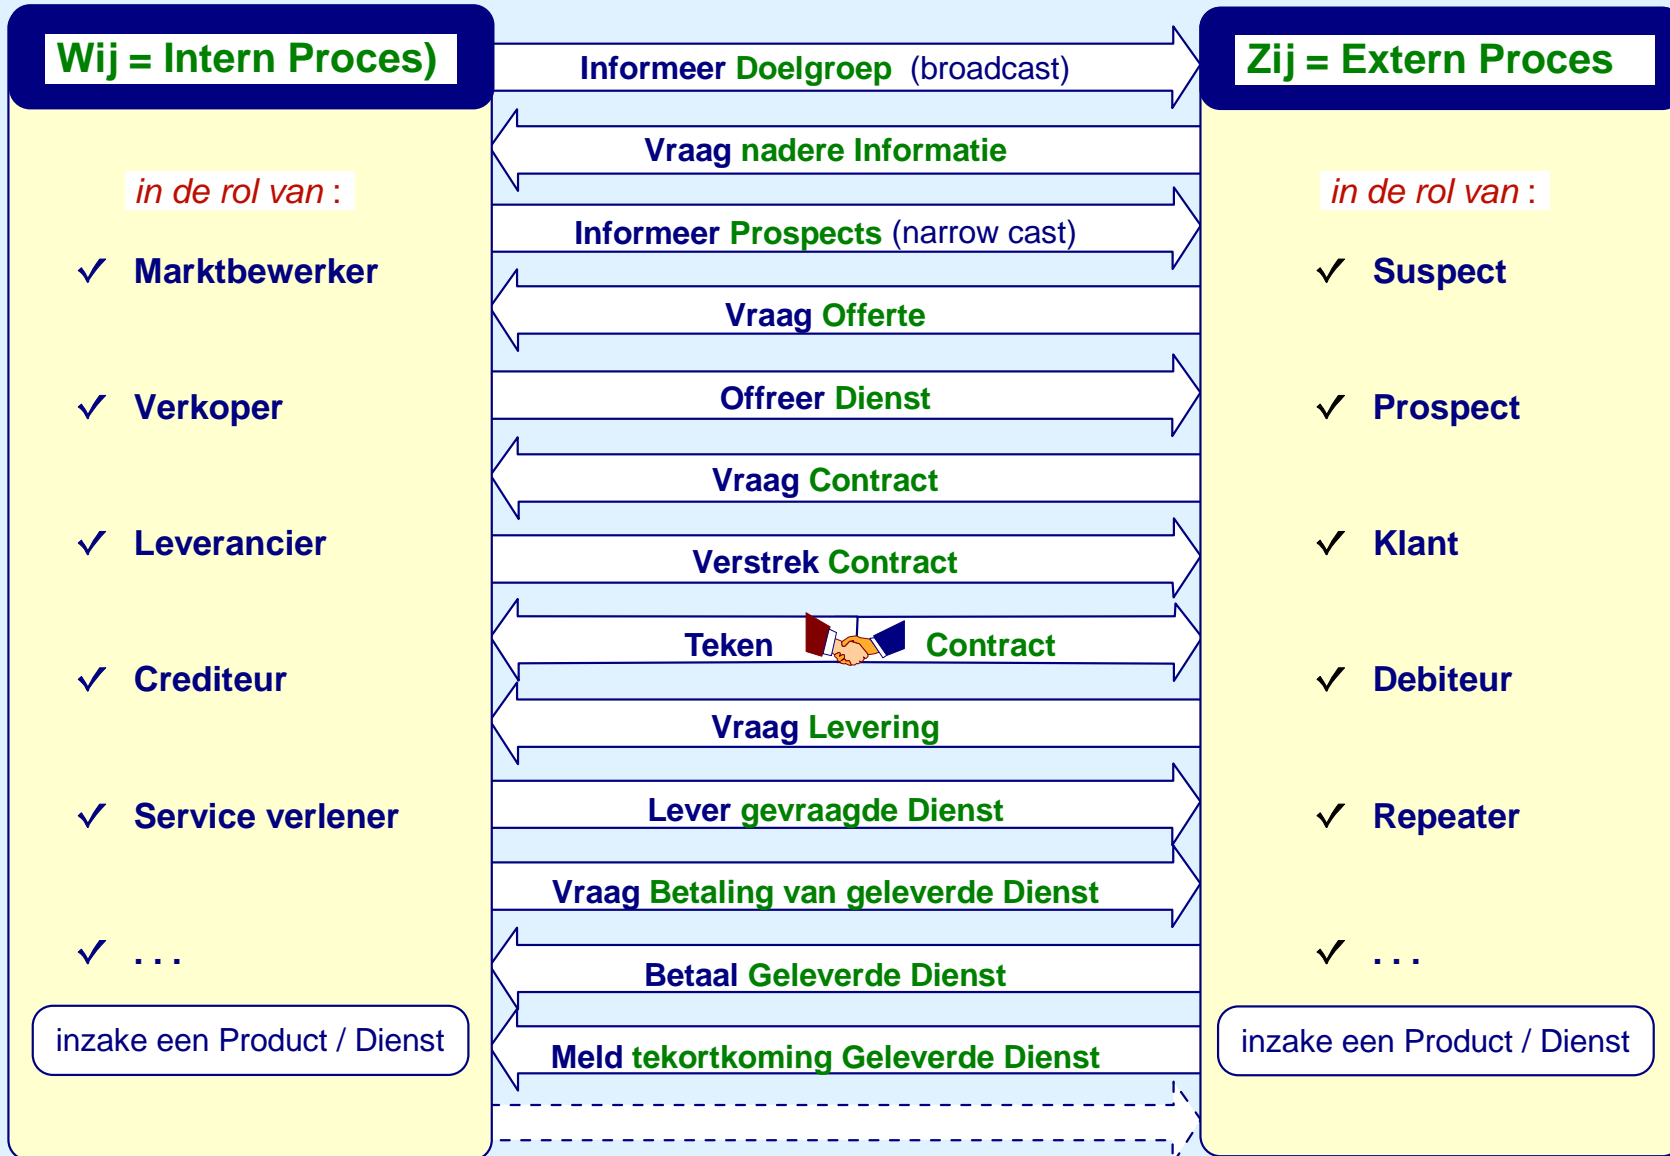 Wij = Intern Proces)
in de rol van :
Marktbewerker
Verkoper
Leverancier
Crediteur
Service verlener
. . .
inzake een Product / Dienst
Informeer Doelgroep (broadcast)
Vraag nadere Informatie
Informeer Prospects (narrow cast)
Vraag Offerte
Offreer Dienst
Vraag Contract
Verstrek Contract
Teken Contract
Vraag Levering
Lever gevraagde Dienst
Vraag Betaling van geleverde Dienst
Betaal Geleverde Dienst
Meld tekortkoming Geleverde Dienst
Zij = Extern Proces
in de rol van :
Suspect
Prospect
Klant
Debiteur
Repeater
. . .
inzake een Product / Dienst